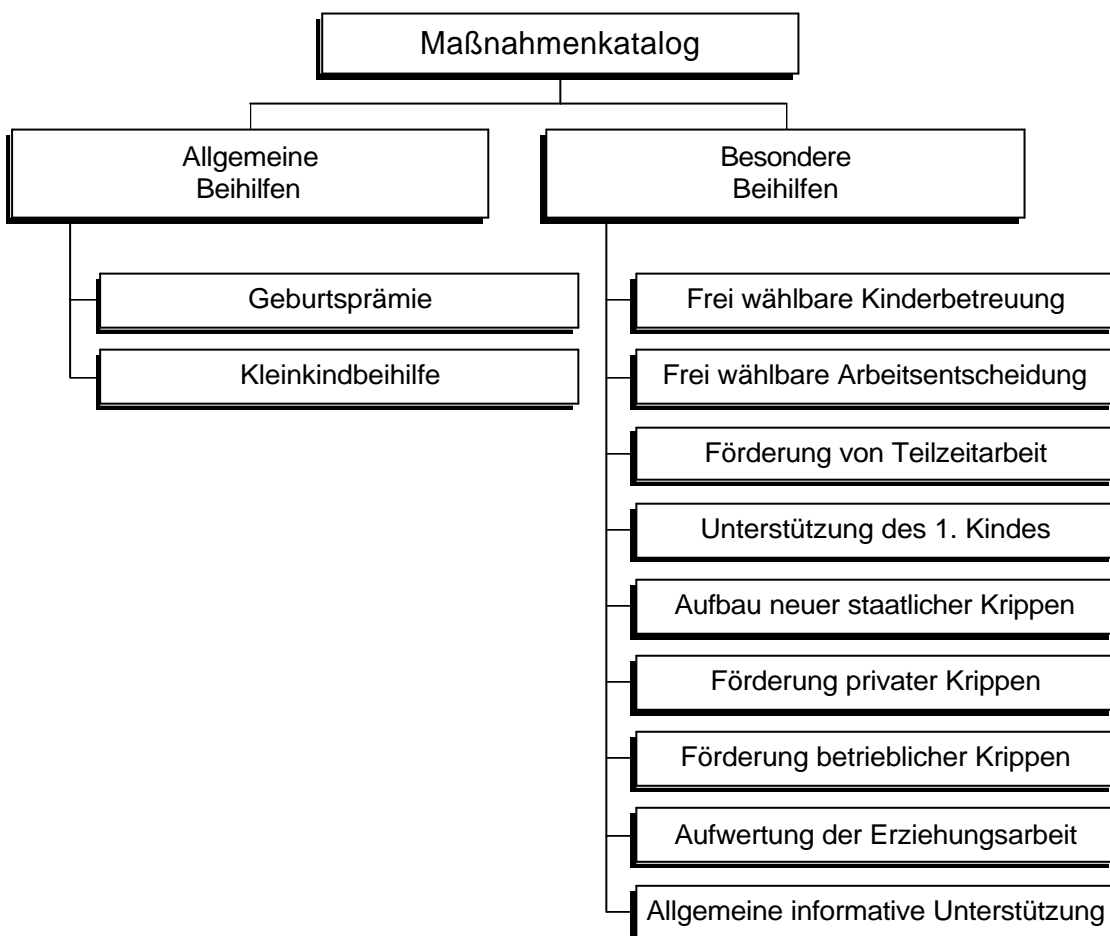 Maßnahmenkatalog
Allgemeine
Beihilfen
Geburtsprämie
Kleinkindbeihilfe
Besondere
Beihilfen
Frei wählbare Kinderbetreuung
Frei wählbare Arbeitsentscheidung
Förderung von Teilzeitarbeit
Unterstützung des 1. Kindes
Aufbau neuer staatlicher Krippen
Förderung privater Krippen
Förderung betrieblicher Krippen
Aufwertung der Erziehungsarbeit
Allgemeine informative Unterstützung